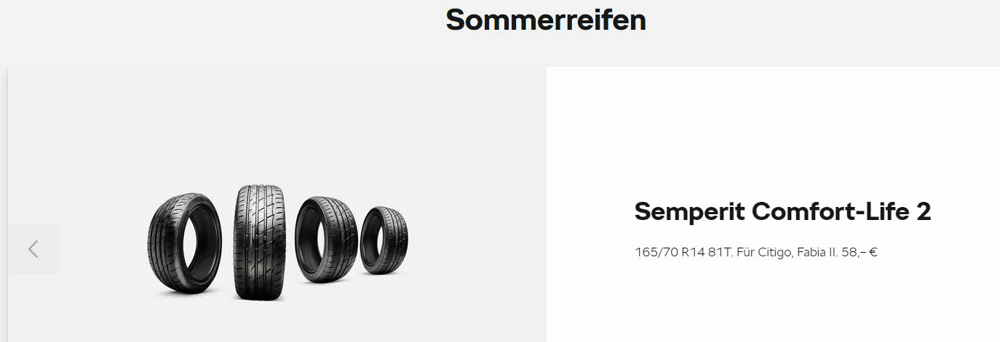 Sommerreifen
Semperit Comfort-Life 2
165/70 R14 81T. Für Citigo, Fabia II. 58,– €